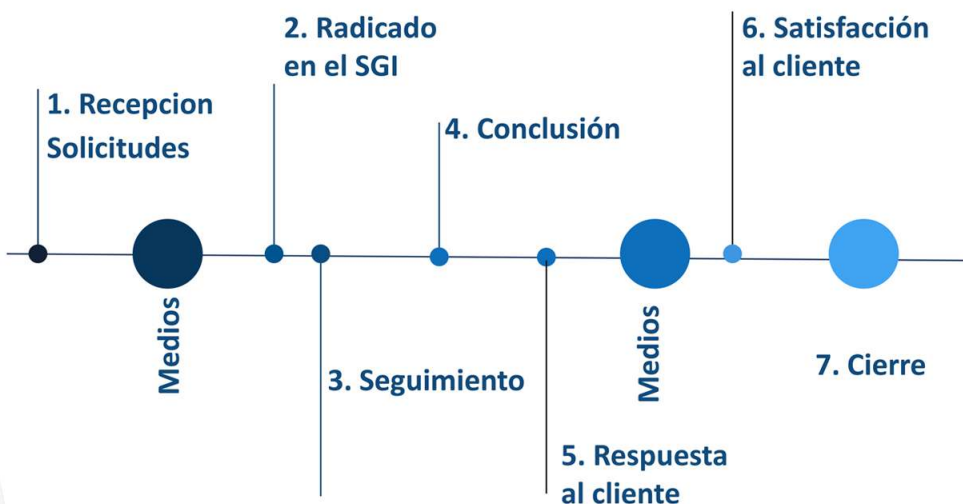 1. Recepcion
Solicitudes
Medios
2. Radicado
en el SGI
3. Seguimiento
4. Conclusión
5. Respuesta
al cliente
Medios
6. Satisfacción
al cliente
7. Cierre